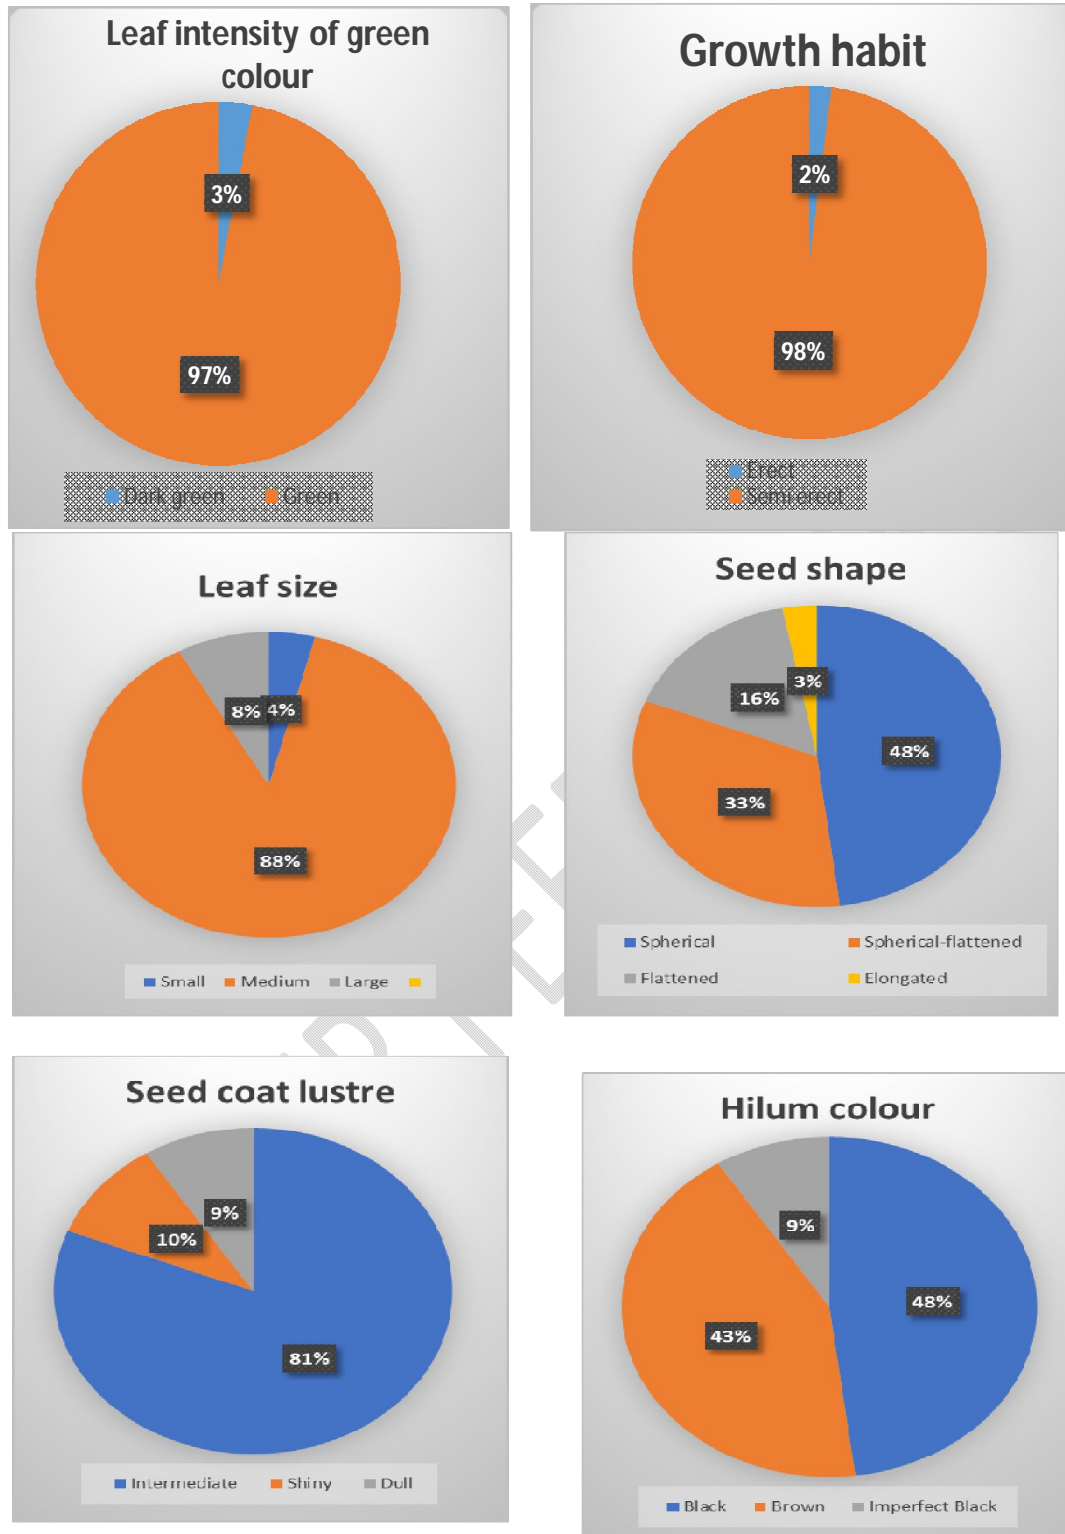 Leaf intensity of green
colour
3%
97%
Dark green Green
Growth habit
2%
98%
Erect
Semi erect
Leaf size
8% 4%
88%
Small Medium Large
Seed shape
3%
16%
48%
33%
Spherical Spherical-flattened
Flattened Elongated
Seed coat lustre
9%
10%
81%
Intermediate Shiny Dull
Hilum colour
9%
48%
43%
Black Brown Imperfect Black